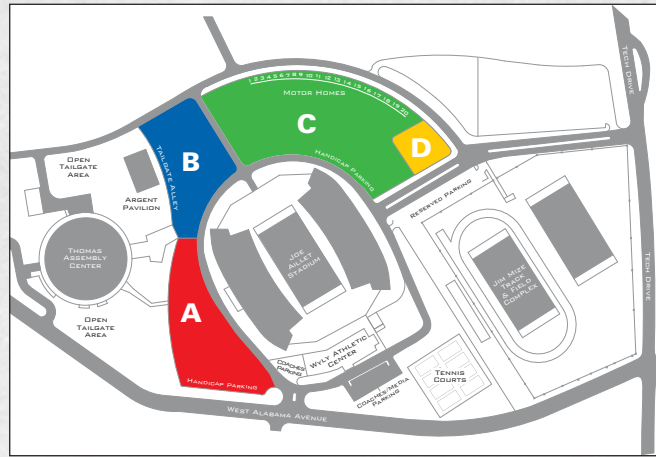 1 2 3 4 5 6 7 8 9 10 11 12 13 14 15 16 17 18 19 20
MOTOR HOMES
C
HANDICAP PARKING
D
TECH DRIVE
B
TAILGATE ALLEY
OPEN
TAILGATE
AREA
ARGENT
PAVILION
RESERVED PARKING
THOMAS
ASSEMBLY
CENTER
JOE
AILLET
STADIUM
JIM MIZE
TRACK
& FIELD
COMPLEX
TECH DRIVE
A
OPEN
TAILGATE
AREA
COACHES
PARKING
WYLY ATHLETIC
CENTER
TENNIS
COURTS
HANDICAP PARKING
COACHES/MEDIA
PARKING
WEST ALABAMA AVENUE